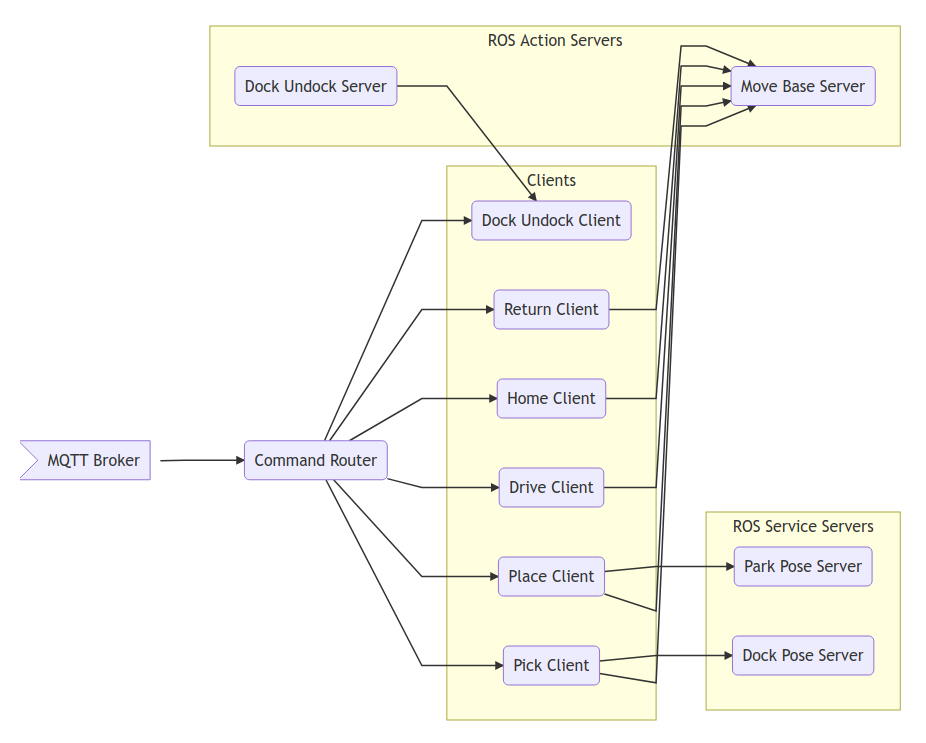 ROS Action Servers
Dock Undock Server
Move Base Server
Clients
Dock Undock Client
Return Client
Home Client
MQTT Broker
Command Router
Drive Client
ROS Service Servers
Place Client
Park Pose Server
Pick Client
Dock Pose Server